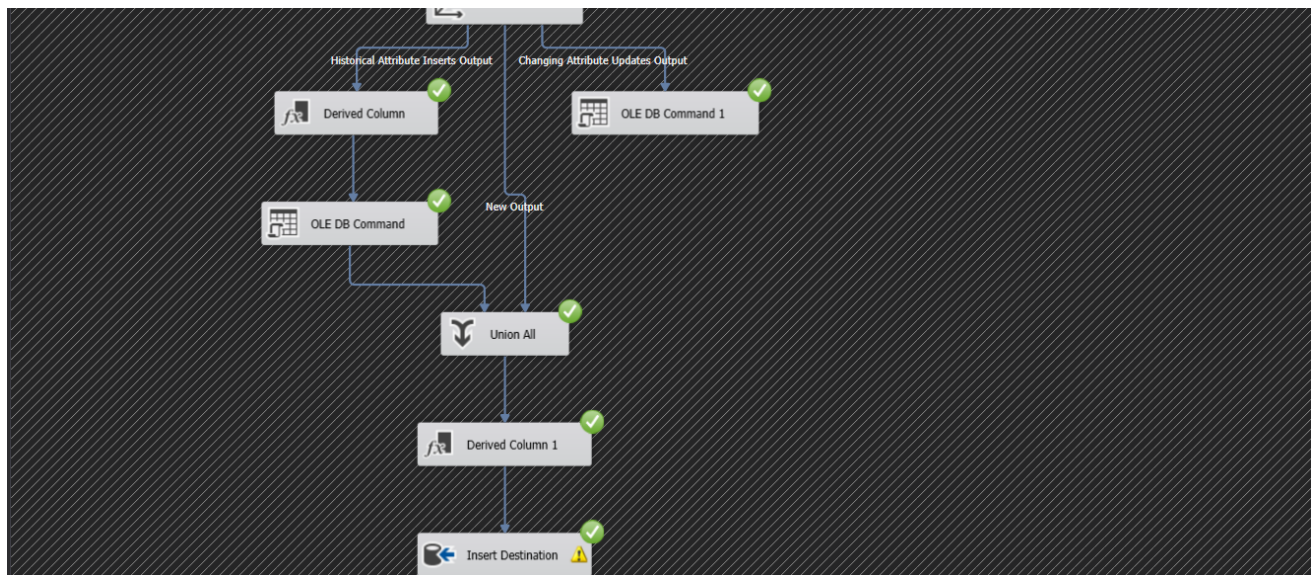 Historical Attribute Inserts Output
Changing Attribute Updates Output
Derived Column
OLE DB Command 1
New Output
OLE DB Command
Union All
Derived Column 1
Insert Destination